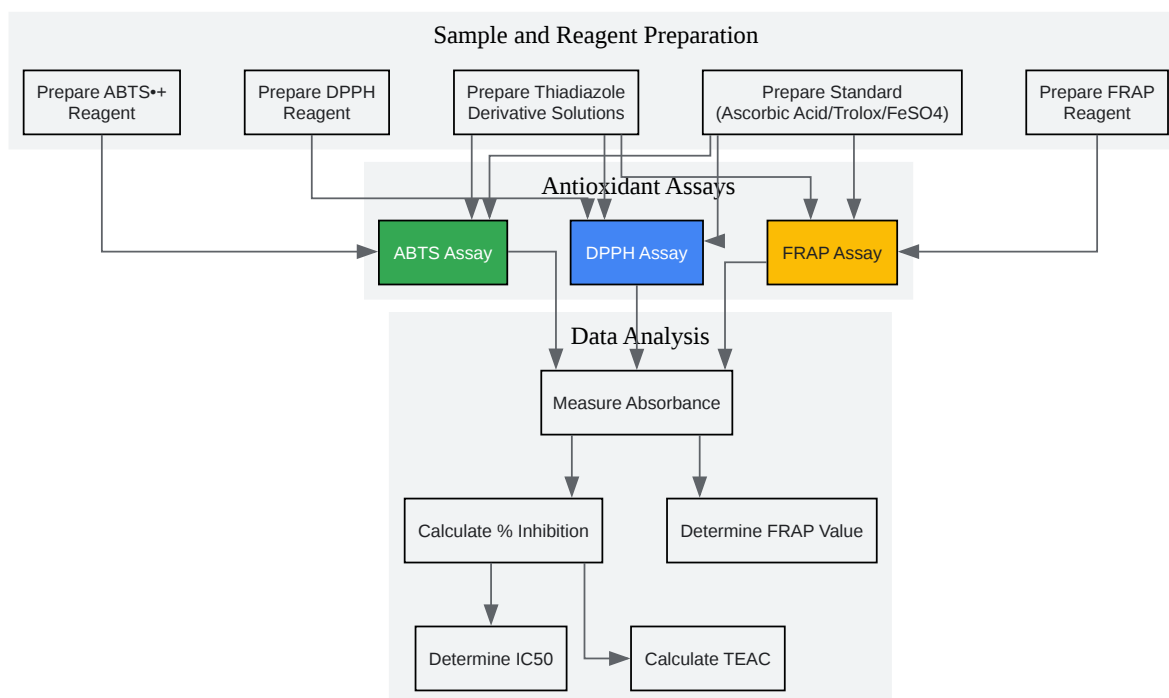 Sample and Reagent Preparation
Prepare ABTS•+
Reagent
Prepare DPPH
Reagent
Prepare Thiadiazole
Derivative Solutions
Prepare Standard
(Ascorbic Acid/Trolox/FeSO4)
Prepare FRAP
Reagent
Antioxidant Assays
ABTS Assay
DPPH Assay
FRAP Assay
Data Analysis
Measure Absorbance
Calculate % Inhibition
Determine FRAP Value
Determine IC50
Calculate TEAC